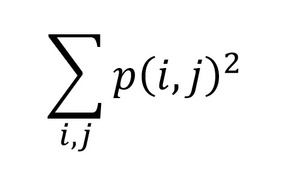 ∑ p(i, j)²
i,j